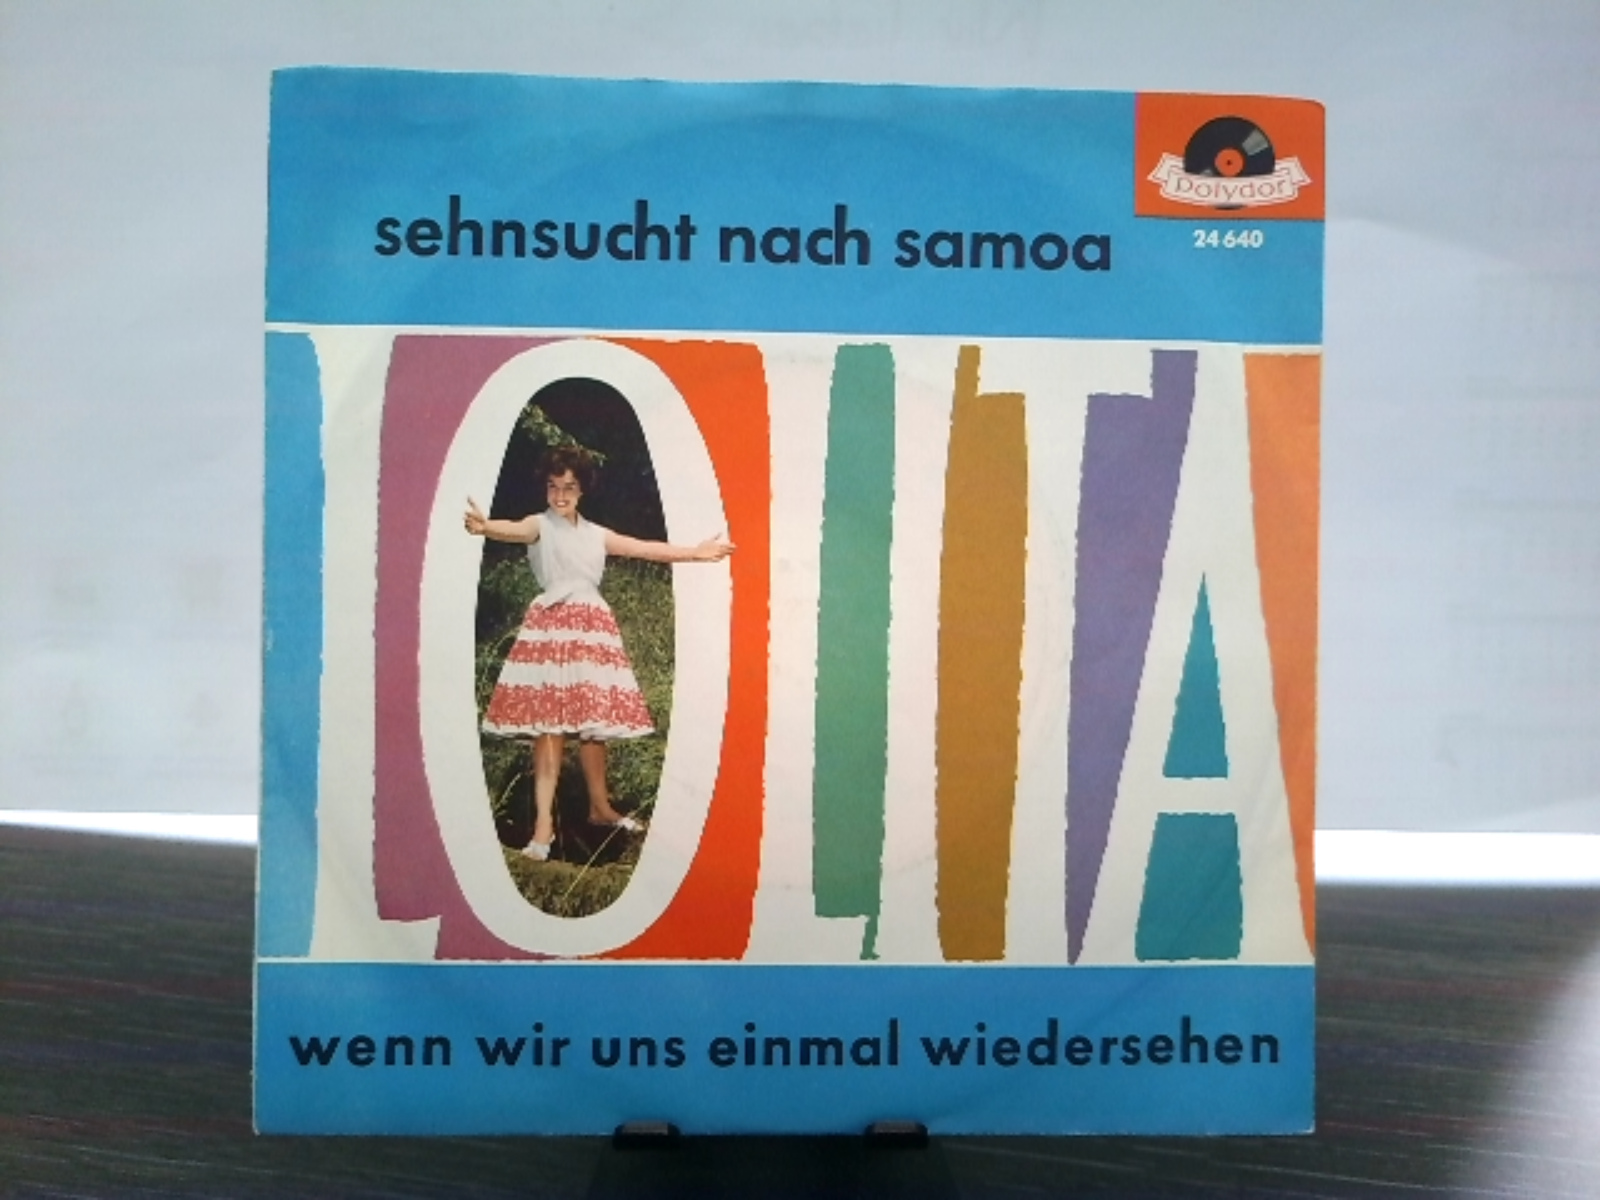 sehnsucht nach samoa
polydor
24 640
LOLITA
wenn wir uns einmal wiedersehen